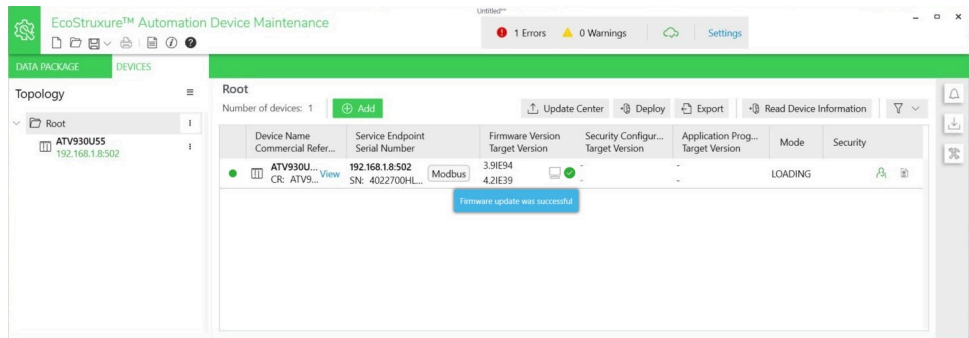 Untitled**
EcoStruxure™ Automation Device Maintenance
1 Errors 0 Warnings Settings
DATA PACKAGE DEVICES
Topology
Root
ATV930U55
192.168.1.8:502
Root
Number of devices: 1 Add Update Center Deploy Export Read Device Information
Device Name Service Endpoint Firmware Version Security Configur... Application Prog... Mode Security
Commercial Refer... Serial Number Target Version Target Version Target Version
ATV930U... View 192.168.1.8:502 Modbus 3.9IE94 - - LOADING
CR: ATV9... SN: 4022700HL... 4.2IE39 - -
Firmware update was successful